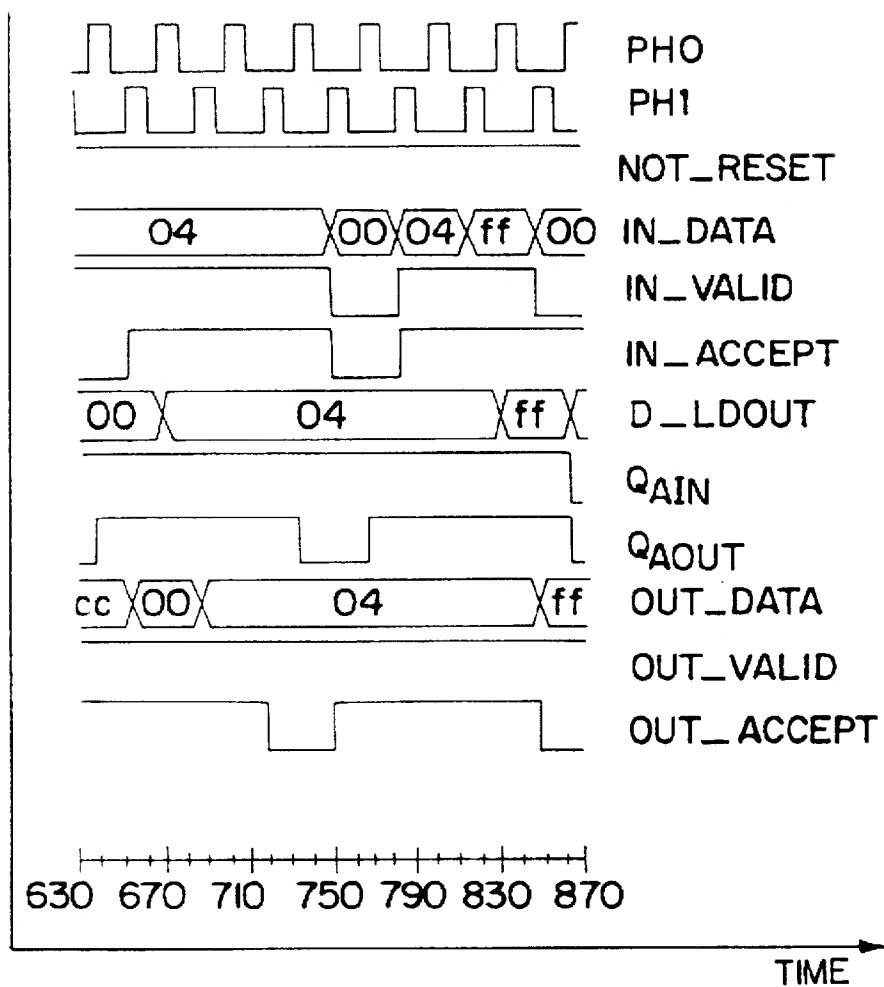 PH0
PH1
NOT_RESET
04 00 04 ff 00 IN_DATA
IN_VALID
IN_ACCEPT
00 04 ff D_LDOUT
QAIN
QAOUT
cc 00 04 ff OUT_DATA
OUT_VALID
OUT_ACCEPT
630 670 710 750 790 830 870
TIME